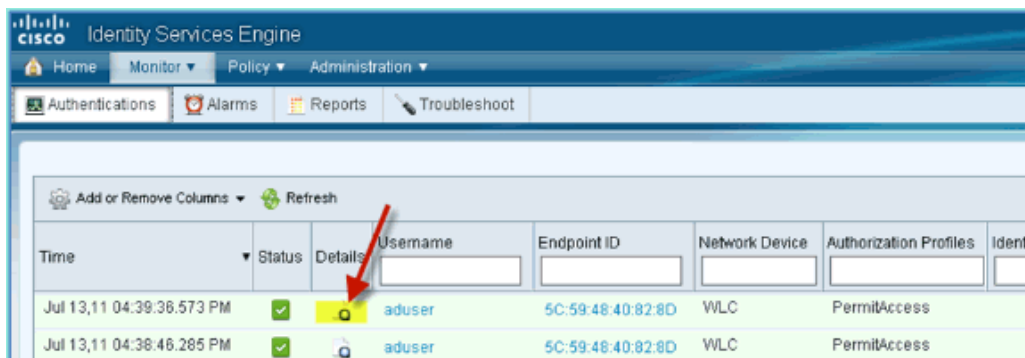 CISCO Identity Services Engine
Home Monitor ▾ Policy ▾ Administration ▾
Authentications Alarms Reports Troubleshoot
Add or Remove Columns ▾ Refresh
Time ▾ Status Details Username Endpoint ID Network Device Authorization Profiles Ident
Jul 13,11 04:39:36.573 PM aduser 5C:59:48:40:82:8D WLC PermitAccess
Jul 13,11 04:38:46.285 PM aduser 5C:59:48:40:82:8D WLC PermitAccess